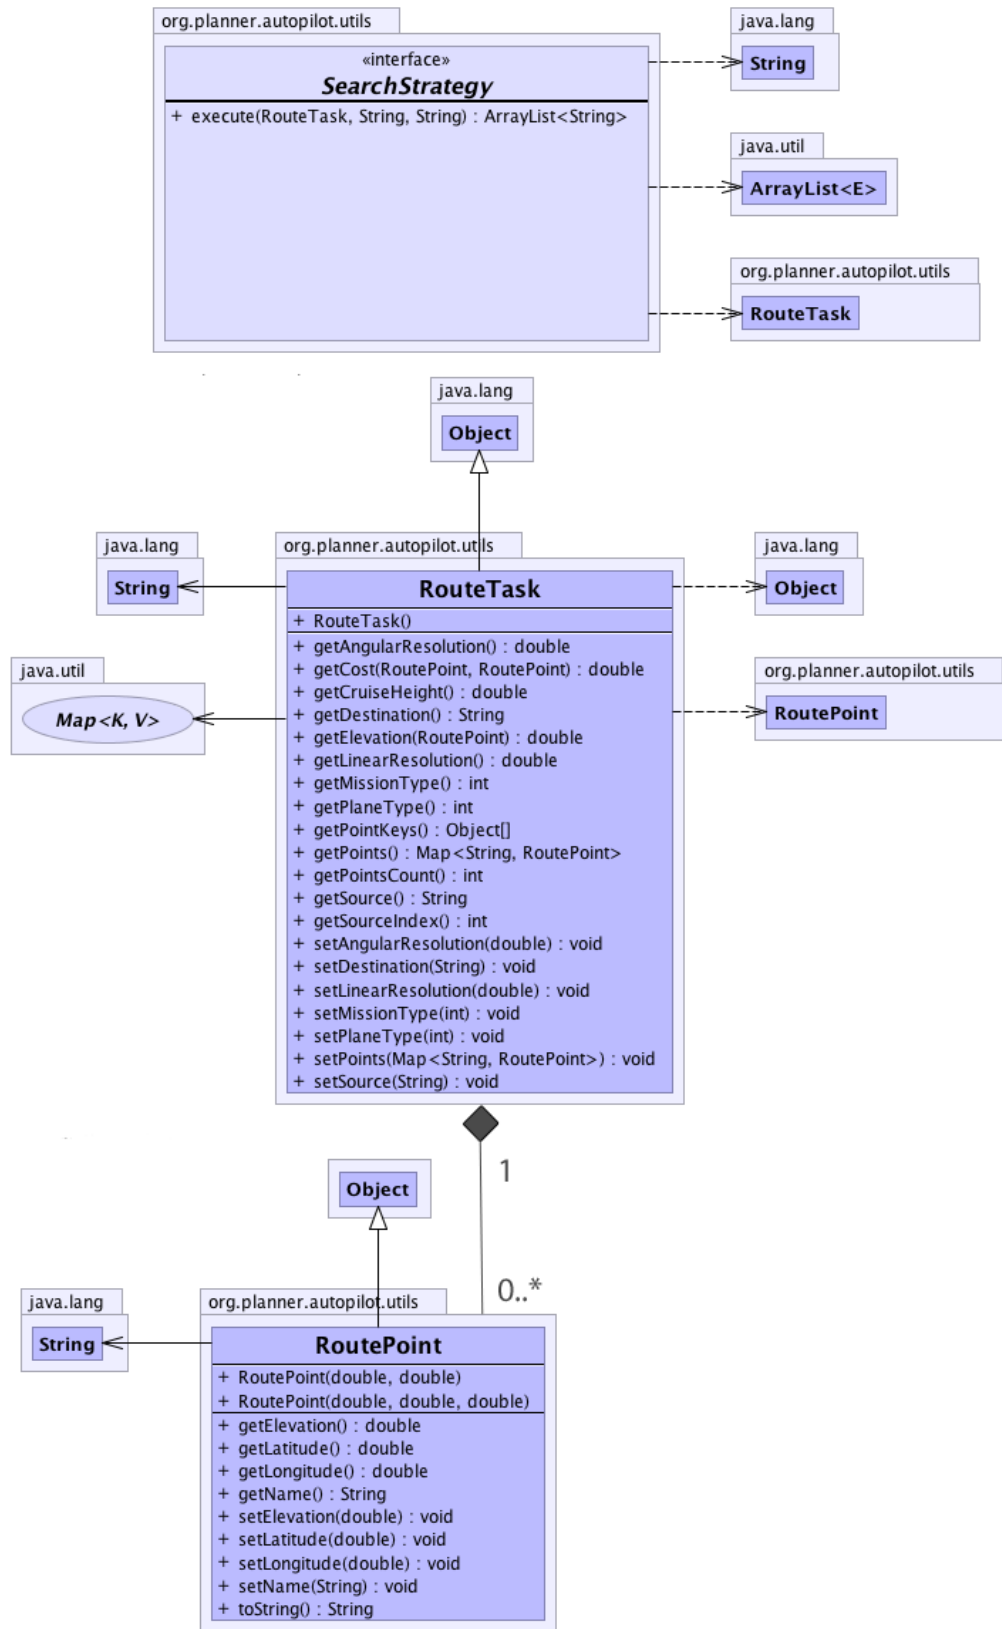 org.planner.autopilot.utils
java.lang
«interface»
SearchStrategy
String
+ execute(RouteTask, String, String) : ArrayList<String>
java.util
ArrayList<E>
org.planner.autopilot.utils
RouteTask
java.lang
Object
java.lang
org.planner.autopilot.utils
java.lang
String
RouteTask
Object
+ RouteTask()
+ getAngularResolution() : double
+ getCost(RoutePoint, RoutePoint) : double
+ getCruiseHeight() : double
+ getDestination() : String
+ getElevation(RoutePoint) : double
+ getLinearResolution() : double
+ getMissionType() : int
+ getPlaneType() : int
+ getPointKeys() : Object[]
+ getPoints() : Map<String, RoutePoint>
+ getPointsCount() : int
+ getSource() : String
+ getSourceIndex() : int
+ setAngularResolution(double) : void
+ setDestination(String) : void
+ setLinearResolution(double) : void
+ setMissionType(int) : void
+ setPlaneType(int) : void
+ setPoints(Map<String, RoutePoint>) : void
+ setSource(String) : void
java.util
Map<K, V>
org.planner.autopilot.utils
RoutePoint
1
0..*
Object
java.lang
org.planner.autopilot.utils
String
RoutePoint
+ RoutePoint(double, double)
+ RoutePoint(double, double, double)
+ getElevation() : double
+ getLatitude() : double
+ getLongitude() : double
+ getName() : String
+ setElevation(double) : void
+ setLatitude(double) : void
+ setLongitude(double) : void
+ setName(String) : void
+ toString() : String